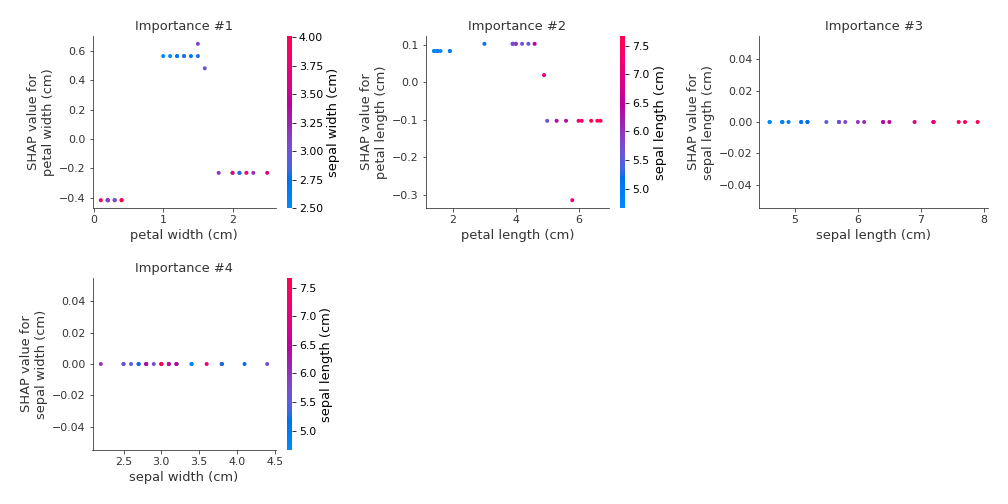 Importance #1
0.6
0.4
0.2
0.0
−0.2
−0.4
SHAP value for
petal width (cm)
0
1
2
petal width (cm)
4.00
3.75
3.50
3.25
3.00
2.75
2.50
sepal width (cm)
Importance #2
0.1
0.0
−0.1
−0.2
−0.3
SHAP value for
petal length (cm)
2
4
6
petal length (cm)
7.5
7.0
6.5
6.0
5.5
5.0
sepal length (cm)
Importance #3
0.04
0.02
0.00
−0.02
−0.04
SHAP value for
sepal length (cm)
5
6
7
8
sepal length (cm)
Importance #4
0.04
0.02
0.00
−0.02
−0.04
SHAP value for
sepal width (cm)
2.5
3.0
3.5
4.0
4.5
sepal width (cm)
7.5
7.0
6.5
6.0
5.5
5.0
sepal length (cm)